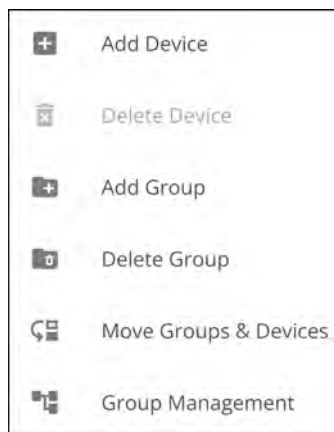 Add Device
Delete Device
Add Group
Delete Group
Move Groups & Devices
Group Management